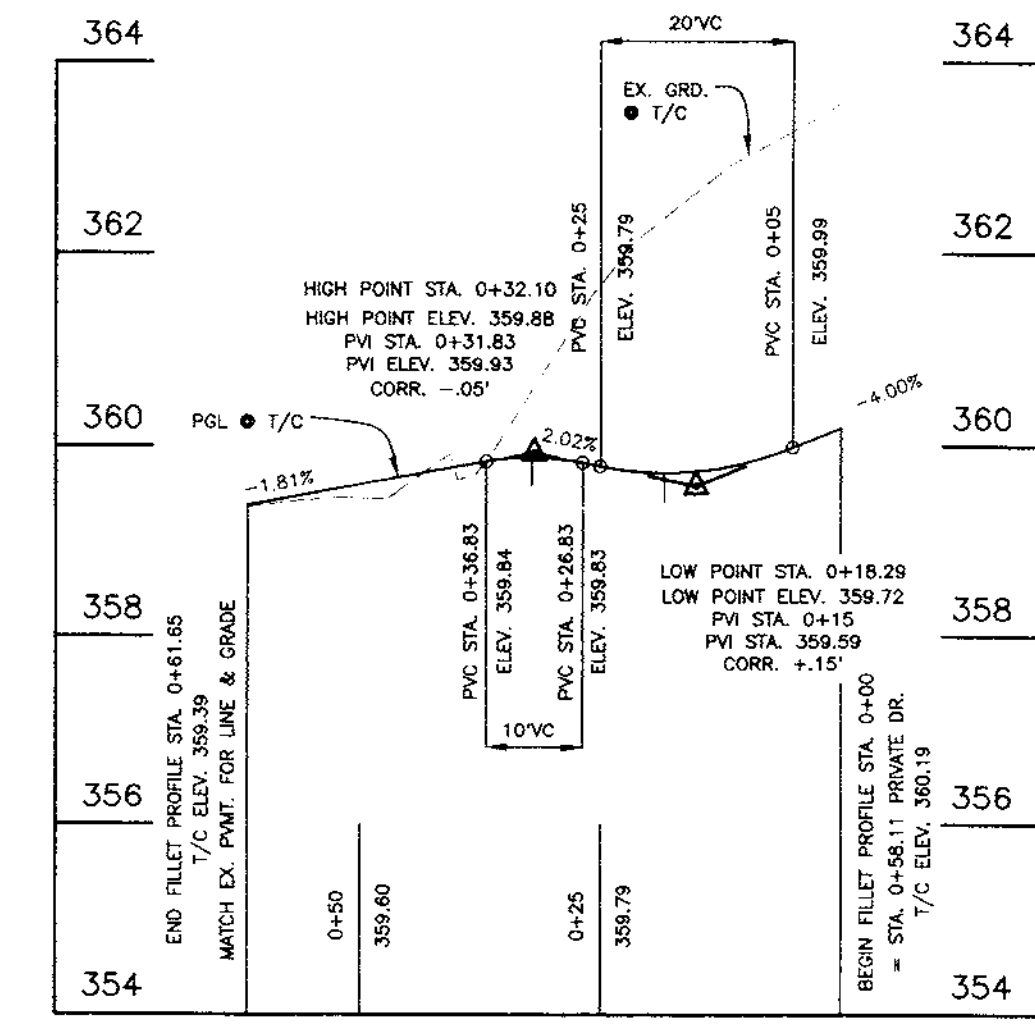 364
362
360
358
356
354
364
362
360
358
356
354
20'VC
EX. GRD.
T/C
PVC STA. 0+25
ELEV. 359.79
PVC STA. 0+05
ELEV. 359.99
HIGH POINT STA. 0+32.10
HIGH POINT ELEV. 359.88
PVI STA. 0+31.83
PVI ELEV. 359.93
CORR. -.05'
PGL
T/C
-1.81%
2.02%
-4.00%
PVC STA. 0+36.83
ELEV. 359.84
PVC STA. 0+26.83
ELEV. 359.83
10'VC
LOW POINT STA. 0+18.29
LOW POINT ELEV. 359.72
PVI STA. 0+15
PVI STA. 359.59
CORR. +.15'
END FILLET PROFILE STA. 0+61.65
T/C ELEV. 359.39
MATCH EX. PVMT. FOR LINE & GRADE
0+50
359.60
0+25
359.79
BEGIN FILLET PROFILE STA. 0+00
= STA. 0+58.11 PRIVATE DR.
T/C ELEV. 360.19